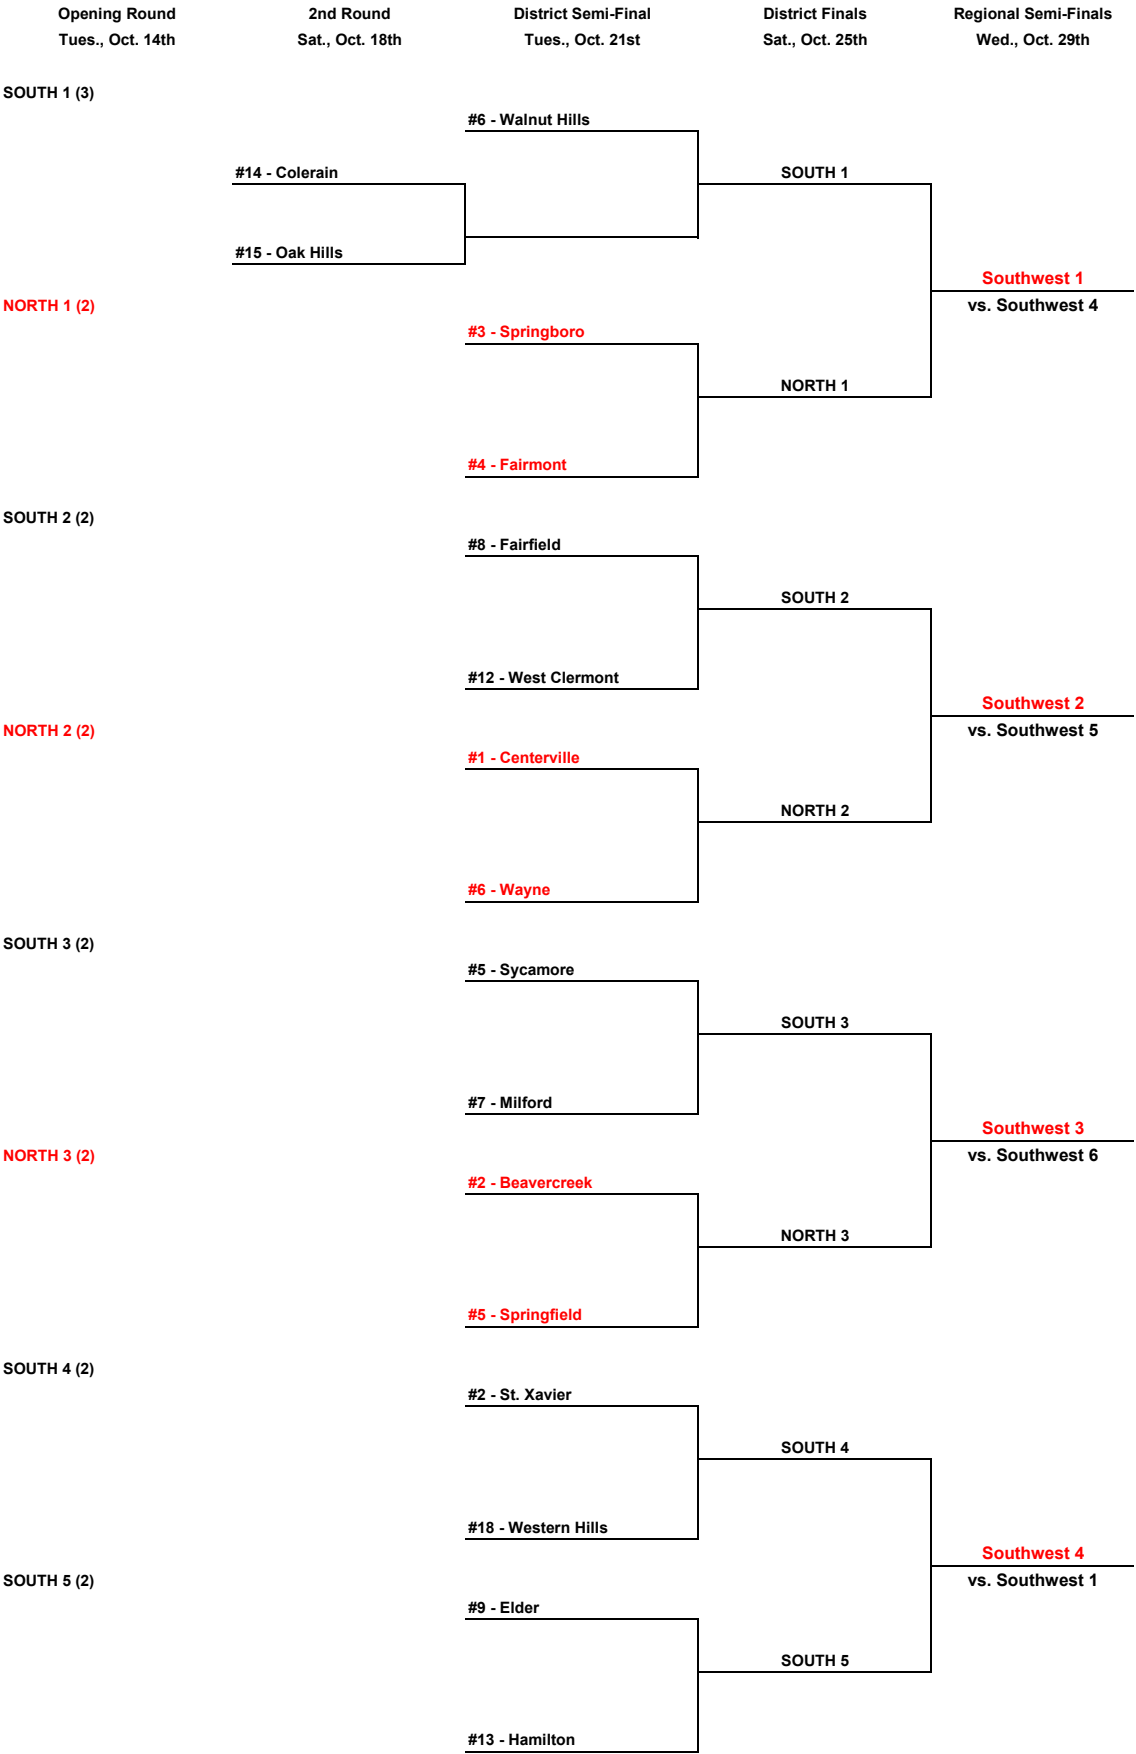 Opening Round 2nd Round District Semi-Final District Finals Regional Semi-Finals
Tues., Oct. 14th Sat., Oct. 18th Tues., Oct. 21st Sat., Oct. 25th Wed., Oct. 29th
SOUTH 1 (3)
#6 - Walnut Hills
#14 - Colerain SOUTH 1
#15 - Oak Hills
Southwest 1
NORTH 1 (2) vs. Southwest 4
#3 - Springboro
NORTH 1
#4 - Fairmont
SOUTH 2 (2)
#8 - Fairfield
SOUTH 2
#12 - West Clermont
Southwest 2
NORTH 2 (2) vs. Southwest 5
#1 - Centerville
NORTH 2
#6 - Wayne
SOUTH 3 (2)
#5 - Sycamore
SOUTH 3
#7 - Milford
Southwest 3
NORTH 3 (2) vs. Southwest 6
#2 - Beavercreek
NORTH 3
#5 - Springfield
SOUTH 4 (2)
#2 - St. Xavier
SOUTH 4
#18 - Western Hills
Southwest 4
SOUTH 5 (2) vs. Southwest 1
#9 - Elder
SOUTH 5
#13 - Hamilton